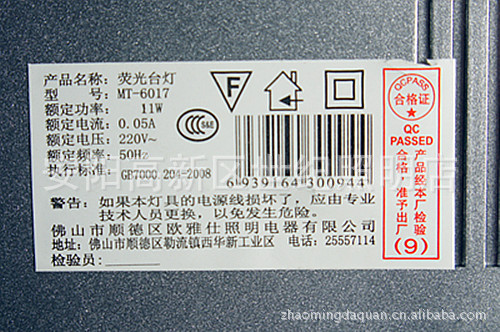 产品名称：荧光台灯
型　　号：MT-6017
额定功率：11W
额定电流：0.05A
额定电压：220V~
额定频率：50Hz
执行标准：GB7000.204-2008
F
CCC S&E
6 939164 300944
警告：如果本灯具的电源线损坏了，应由专业
技术人员更换，以免发生危险。
佛山市顺德区欧雅仕照明电器有限公司
地址：佛山市顺德区勒流镇西华新工业区　电话：25557114
检验员：
QC PASS
合格证
QC
PASSED
产品经本厂检验
合格，准予出厂
(9)
zhaomingdaquan.cn.alibaba.com